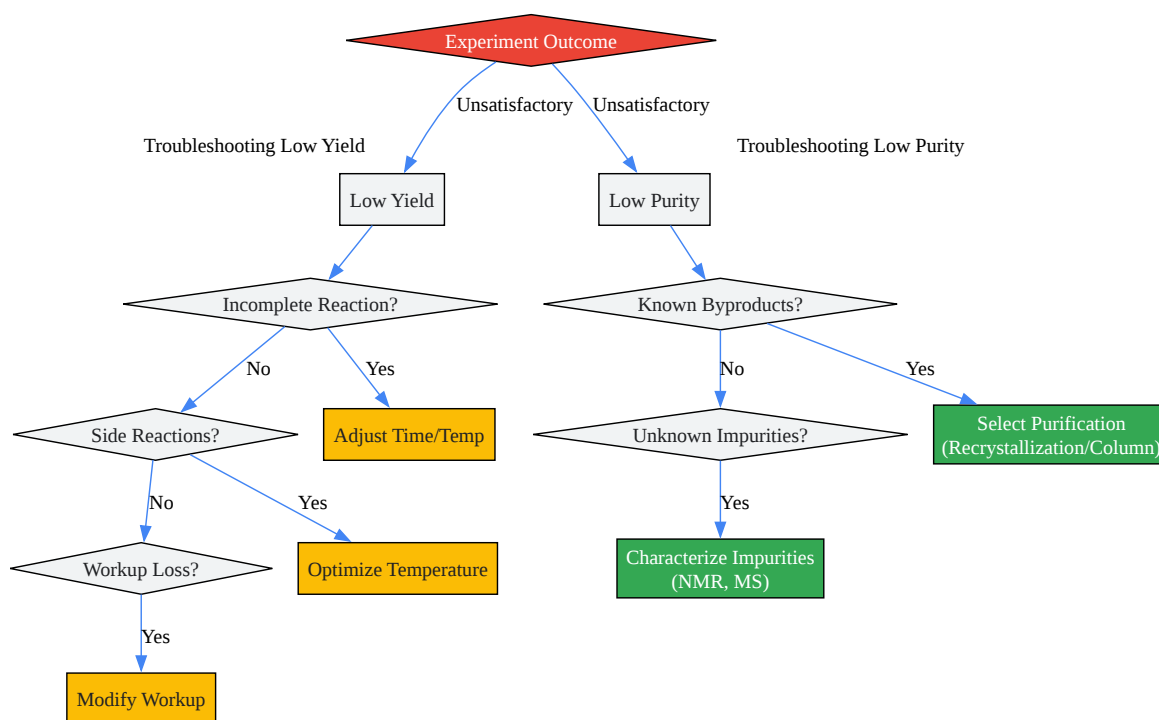 Experiment Outcome
Unsatisfactory
Unsatisfactory
Troubleshooting Low Yield
Troubleshooting Low Purity
Low Yield
Low Purity
Incomplete Reaction?
Known Byproducts?
No
Yes
No
Yes
Side Reactions?
Adjust Time/Temp
Unknown Impurities?
Select Purification
(Recrystallization/Column)
No
Yes
Yes
Workup Loss?
Optimize Temperature
Characterize Impurities
(NMR, MS)
Yes
Modify Workup